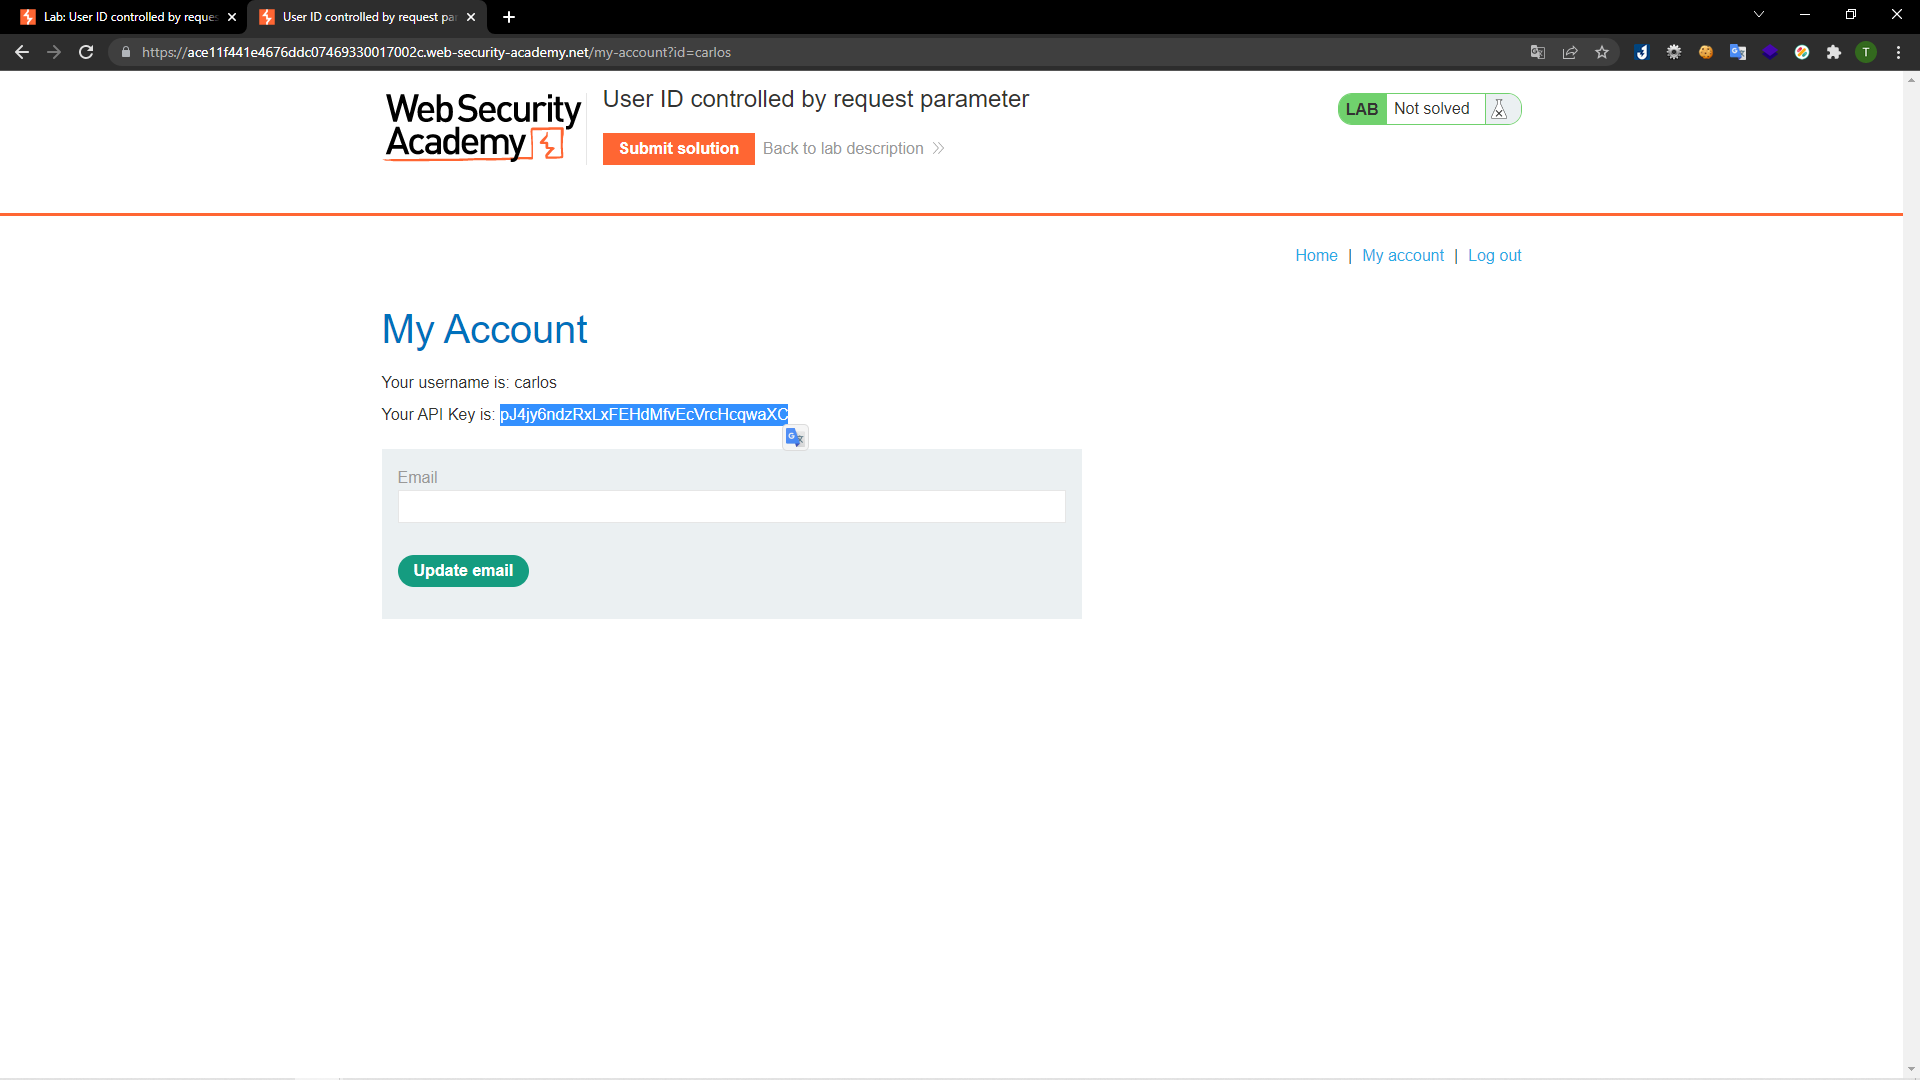 Lab: User ID controlled by reques
User ID controlled by request par
https://ace11f441e4676ddc07469330017002c.web-security-academy.net/my-account?id=carlos
T
Web Security
Academy
User ID controlled by request parameter
Submit solution
Back to lab description
LAB
Not solved
Home | My account | Log out
My Account
Your username is: carlos
Your API Key is: pJ4jy6ndzRxLxFEHdMfvEcVrcHcqwaXC
Email
Update email